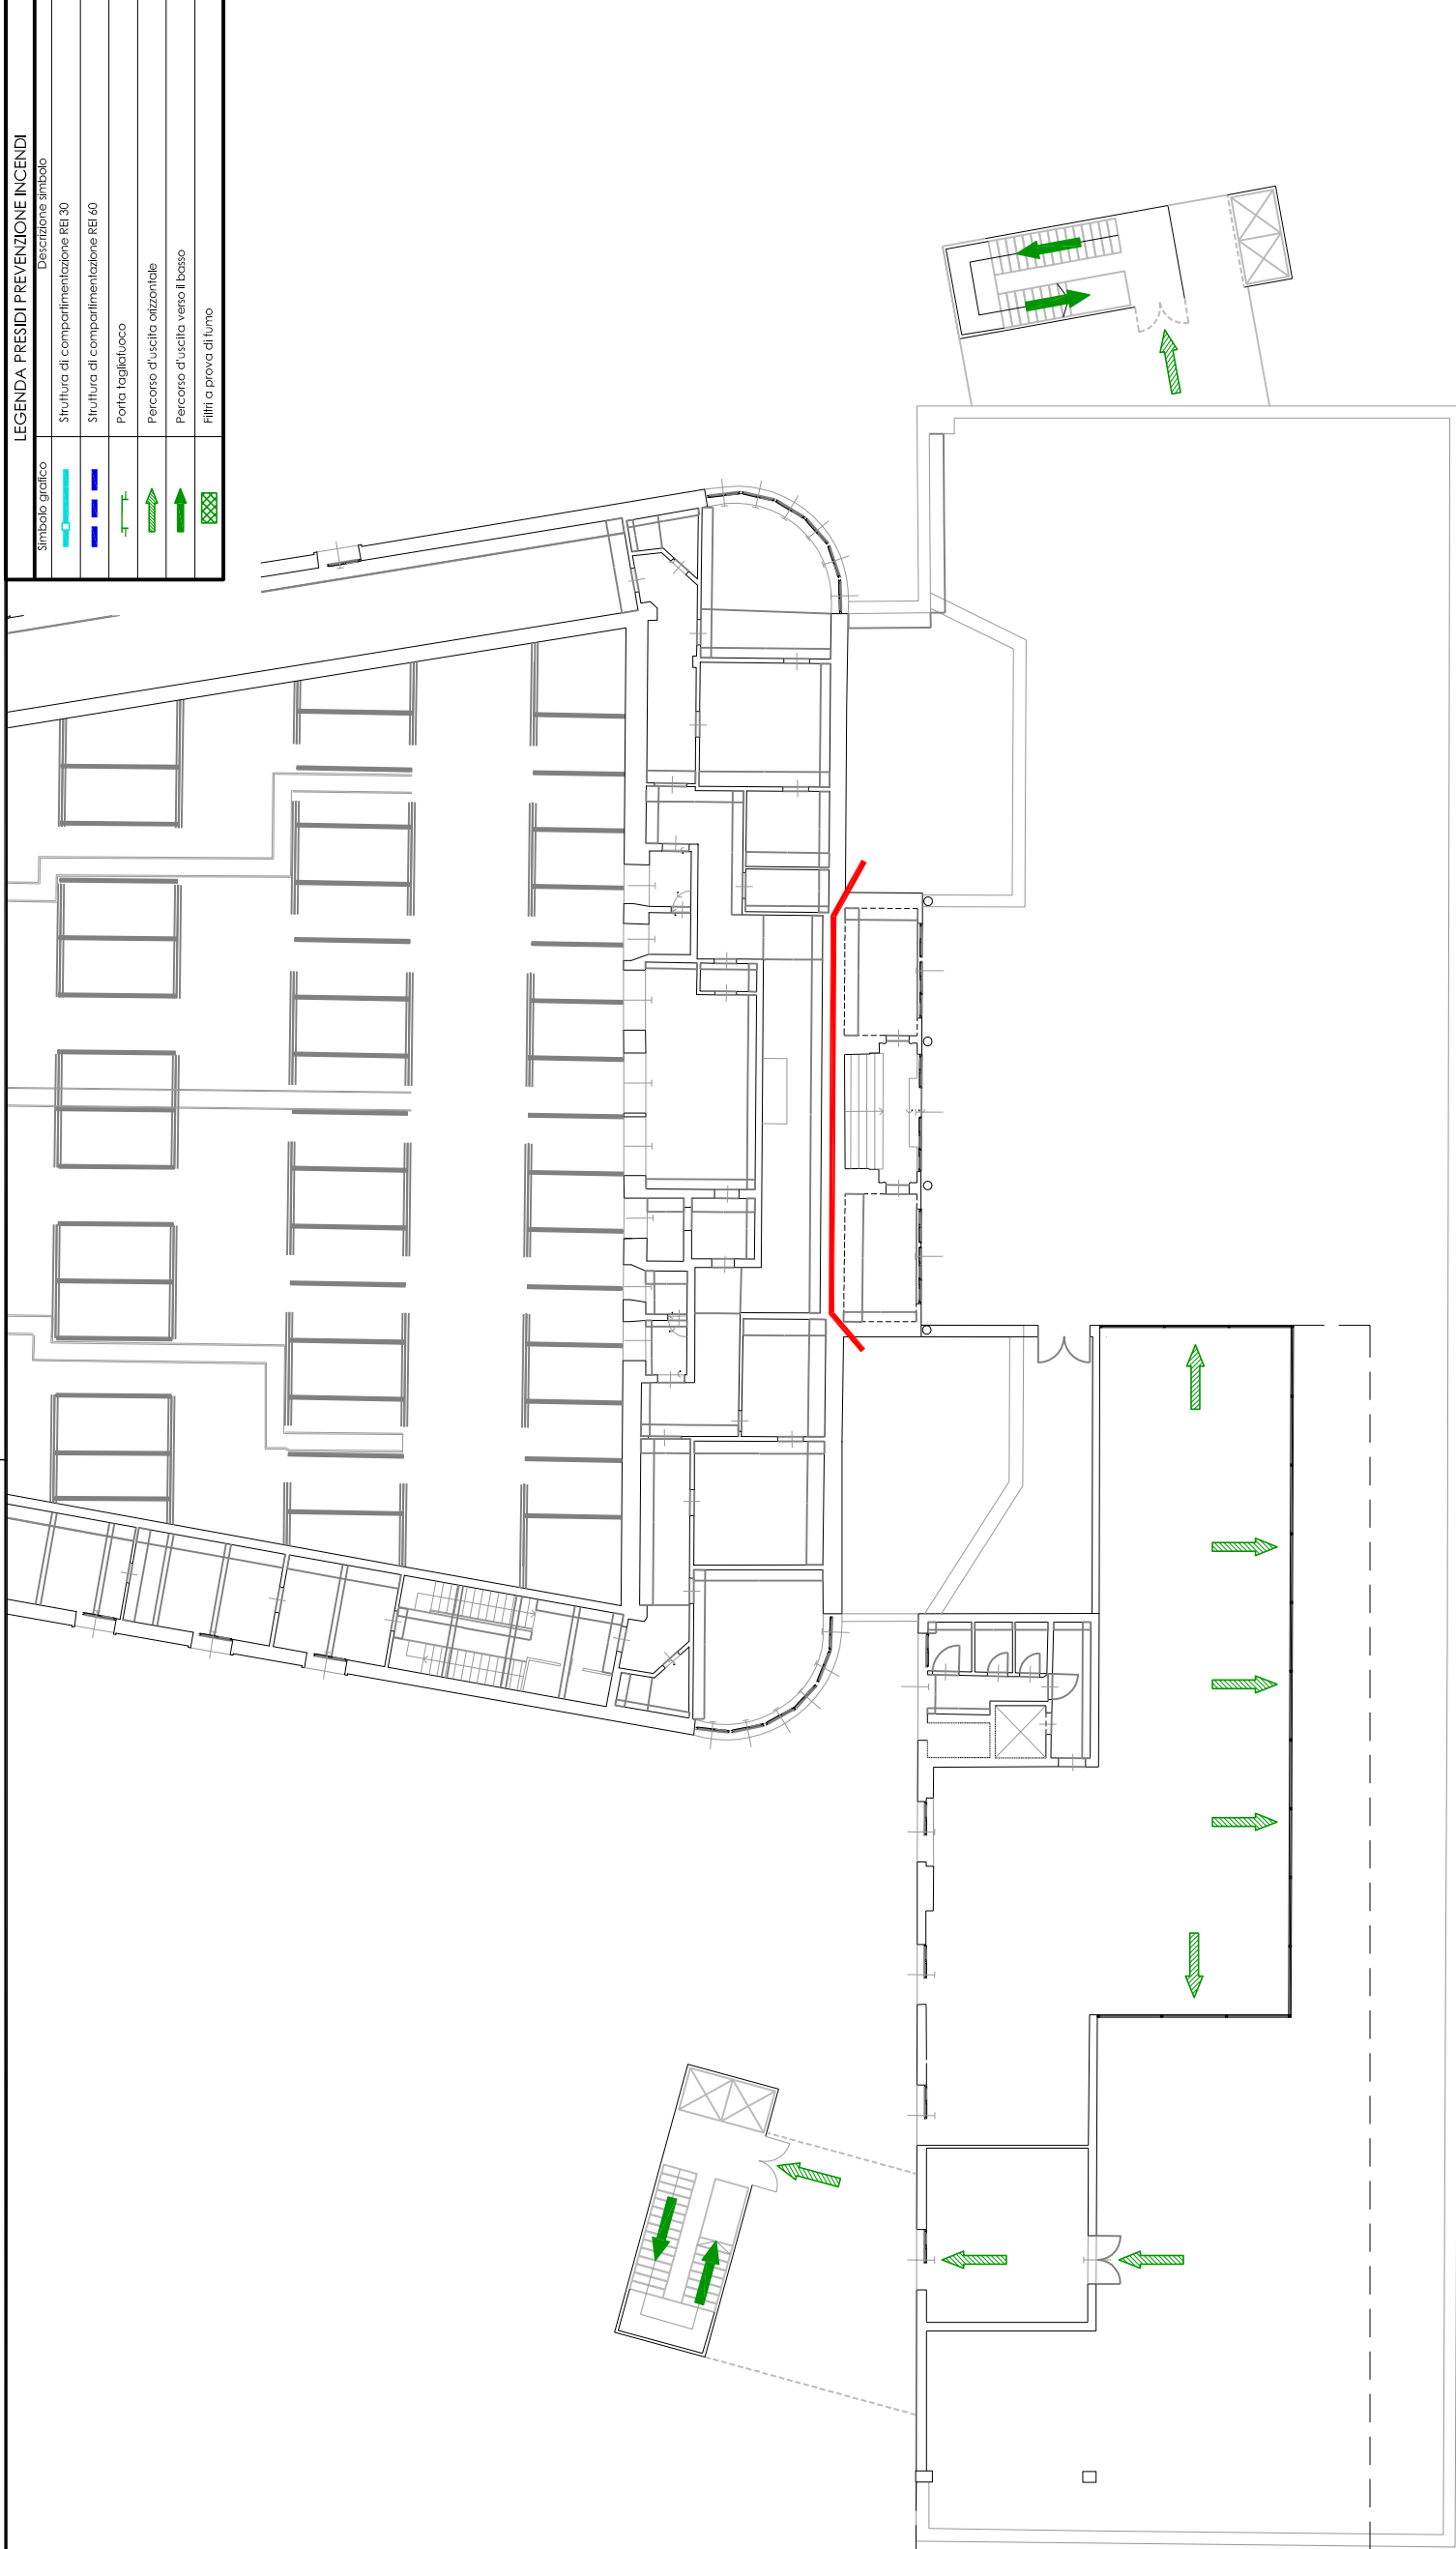 LEGENDA PRESIDI PREVENZIONE INCENDI
Simbolo grafico Descrizione simbolo
Struttura di compartimentazione REI 30
Struttura di compartimentazione REI 60
Porta tagliafuoco
Percorso d'uscita orizzontale
Percorso d'uscita verso il basso
Filtri a prova di fumo